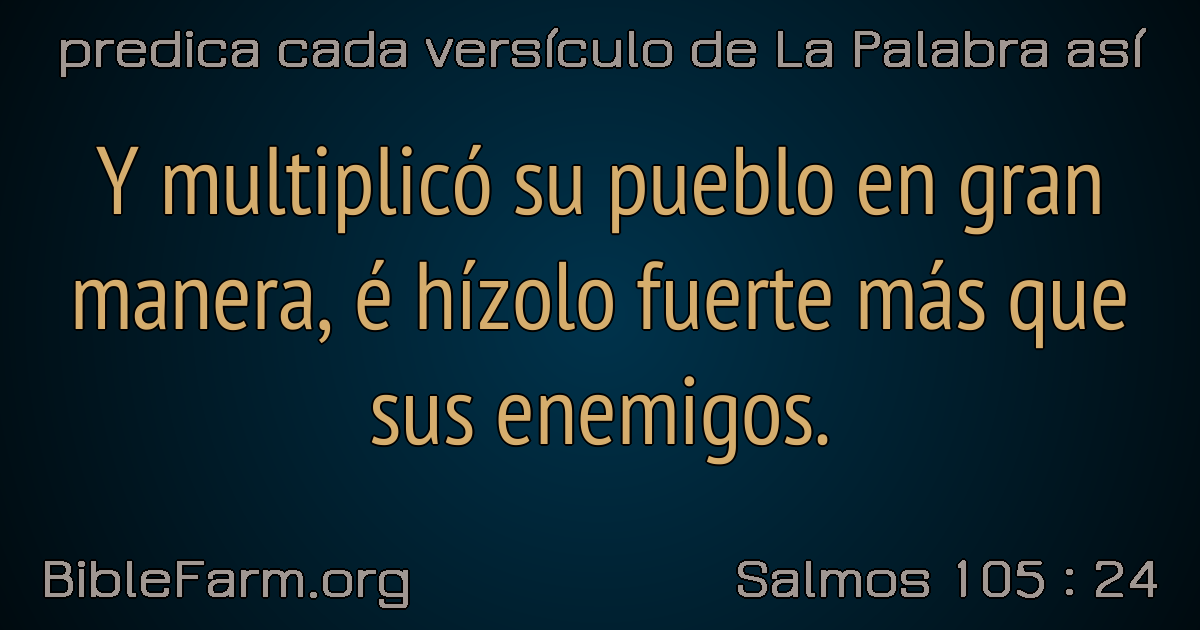 predica cada versículo de La Palabra así
Y multiplicó su pueblo en gran
manera, é hízolo fuerte más que
sus enemigos.
BibleFarm.org
Salmos 105 : 24